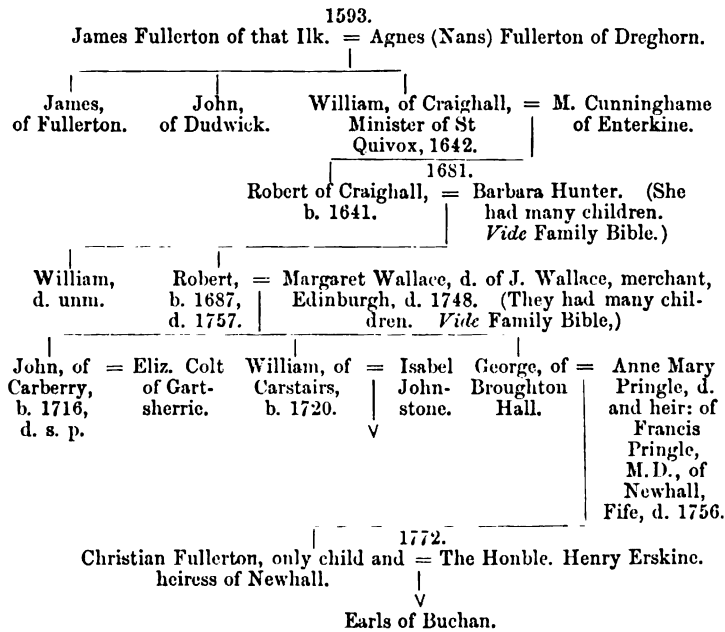 1593.
James Fullerton of that Ilk. = Agnes (Nans) Fullerton of Dreghorn.
James, of Fullerton.
John, of Dudwick.
William, of Craighall, = M. Cunninghame
Minister of St of Enterkine.
Quivox, 1642.
1681.
Robert of Craighall, = Barbara Hunter. (She
b. 1641. had many children.
Vide Family Bible.)
William,
d. unm.
Robert, = Margaret Wallace, d. of J. Wallace, merchant,
b. 1687, Edinburgh, d. 1748. (They had many chil-
d. 1757. dren. Vide Family Bible,)
John, of
Carberry,
b. 1716,
d. s. p.
= Eliz. Colt
of Gart-
sherric.
William, of
Carstairs,
b. 1720.
= Isabel
John-
stone.
George, of
Broughton
Hall.
= Anne Mary
Pringle, d.
and heir: of
Francis
Pringle,
M.D., of
Newhall,
Fife, d. 1756.
1772.
Christian Fullerton, only child and = The Honble. Henry Erskine.
heiress of Newhall.
Earls of Buchan.